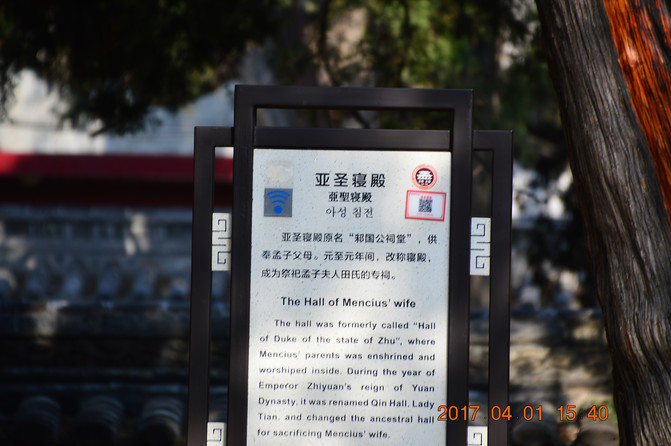 亚圣寝殿
亜聖寝殿
아성 침전
亚圣寝殿原名“邾国公祠堂”，供
奉孟子父母。元至元年间，改称寝殿，
成为祭祀孟子夫人田氏的专祠。
The Hall of Mencius' wife
The hall was formerly called "Hall
of Duke of the state of Zhu", where
Mencius' parents was enshrined and
worshiped inside. During the year of
Emperor Zhiyuan's reign of Yuan
Dynasty, it was renamed Qin Hall, Lady
Tian, and changed the ancestral hall
for sacrificing Mencius' wife.
2017 04 01 15 40